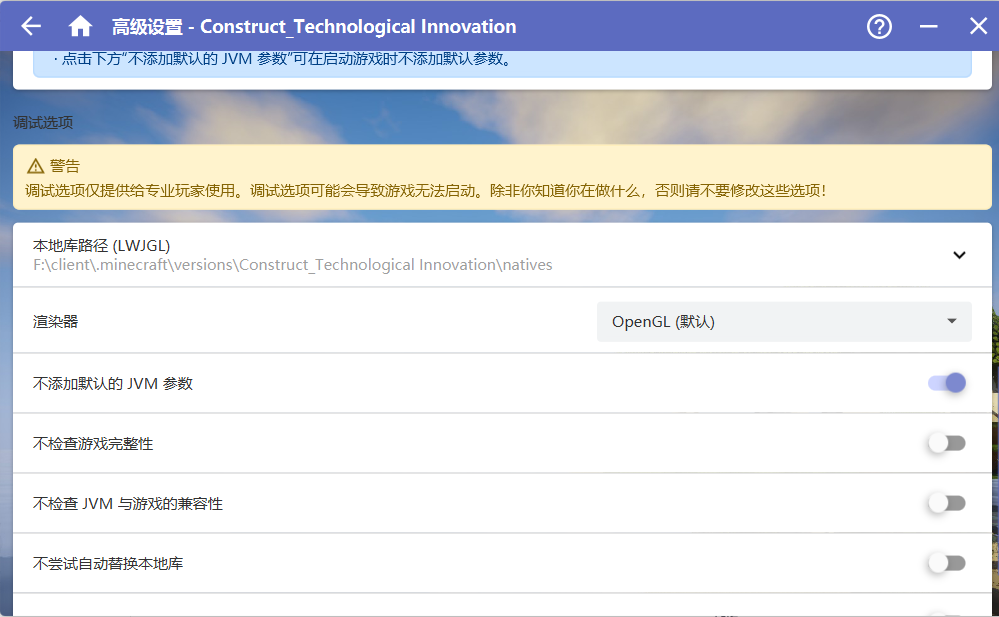 高级设置 - Construct_Technological Innovation
· 点击下方“不添加默认的 JVM 参数”可在启动游戏时不添加默认参数。
调试选项
警告
调试选项仅提供给专业玩家使用。调试选项可能会导致游戏无法启动。除非你知道你在做什么，否则请不要修改这些选项！
本地库路径 (LWJGL)
F:\client\.minecraft\versions\Construct_Technological Innovation\natives
渲染器
OpenGL (默认)
不添加默认的 JVM 参数
不检查游戏完整性
不检查 JVM 与游戏的兼容性
不尝试自动替换本地库